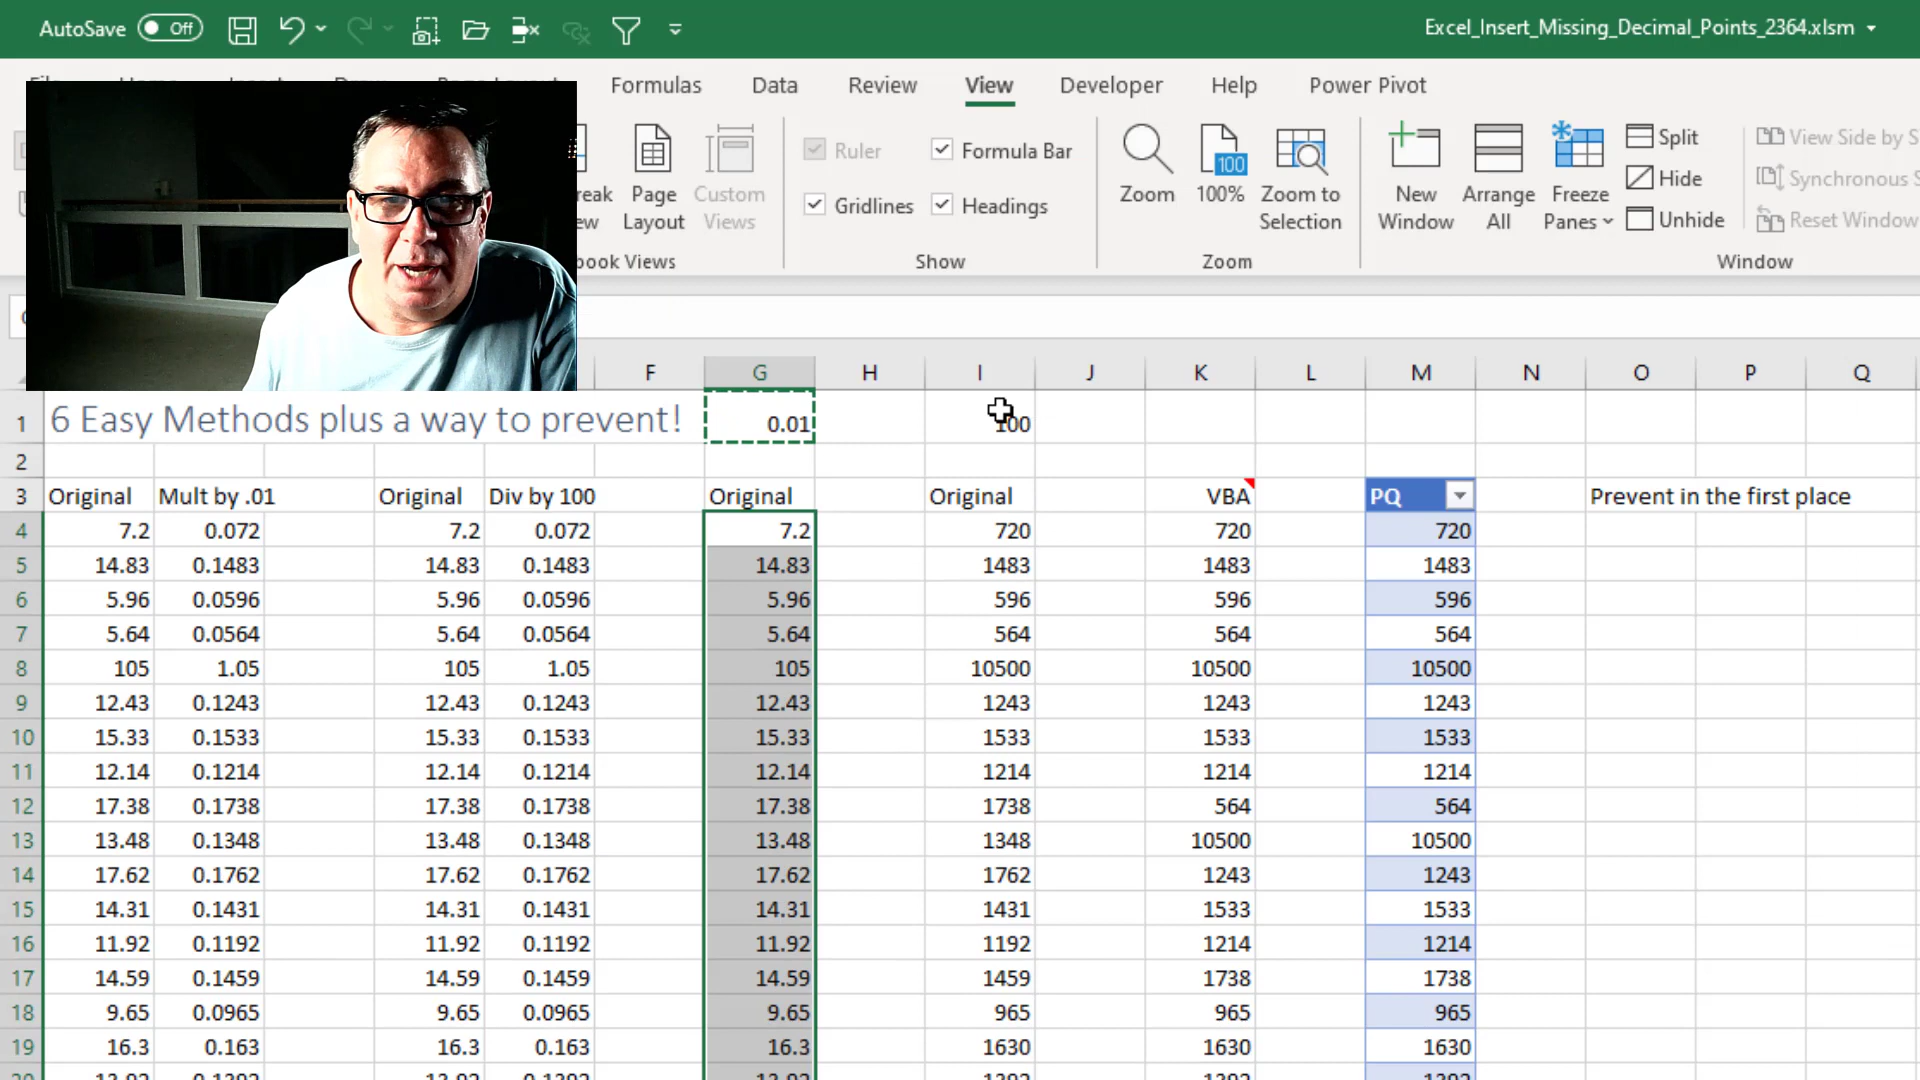 AutoSave Off Excel_Insert_Missing_Decimal_Points_2364.xlsm
Formulas Data Review View Developer Help Power Pivot
Page Layout
Custom Views
Ruler
Formula Bar
Gridlines
Headings
Show
Zoom
100
100%
Zoom to Selection
Zoom
New Window
Arrange All
Freeze Panes
Split
Hide
Unhide
View Side by S
Synchronous S
Reset Window
Window
F G H I J K L M N O P Q
1 6 Easy Methods plus a way to prevent! 0.01 100
2
3 Original Mult by .01 Original Div by 100 Original Original VBA PQ Prevent in the first place
4 7.2 0.072 7.2 0.072 7.2 720 720 720
5 14.83 0.1483 14.83 0.1483 14.83 1483 1483 1483
6 5.96 0.0596 5.96 0.0596 5.96 596 596 596
7 5.64 0.0564 5.64 0.0564 5.64 564 564 564
8 105 1.05 105 1.05 105 10500 10500 10500
9 12.43 0.1243 12.43 0.1243 12.43 1243 1243 1243
10 15.33 0.1533 15.33 0.1533 15.33 1533 1533 1533
11 12.14 0.1214 12.14 0.1214 12.14 1214 1214 1214
12 17.38 0.1738 17.38 0.1738 17.38 1738 564 564
13 13.48 0.1348 13.48 0.1348 13.48 1348 10500 10500
14 17.62 0.1762 17.62 0.1762 17.62 1762 1243 1243
15 14.31 0.1431 14.31 0.1431 14.31 1431 1533 1533
16 11.92 0.1192 11.92 0.1192 11.92 1192 1214 1214
17 14.59 0.1459 14.59 0.1459 14.59 1459 1738 1738
18 9.65 0.0965 9.65 0.0965 9.65 965 965 965
19 16.3 0.163 16.3 0.163 16.3 1630 1630 1630